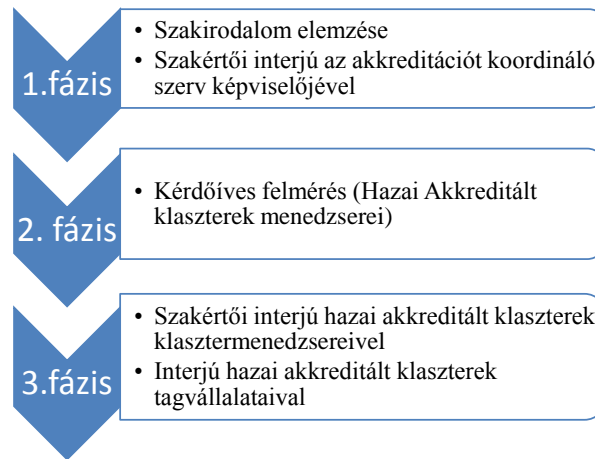 1.fázis
• Szakirodalom elemzése
• Szakértői interjú az akkreditációt koordináló
szerv képviselőjével
2. fázis
• Kérdőíves felmérés (Hazai Akkreditált
klaszterek menedzserei)
3.fázis
• Szakértői interjú hazai akkreditált klaszterek
klasztermenedzsereivel
• Interjú hazai akkreditált klaszterek
tagvállalataival